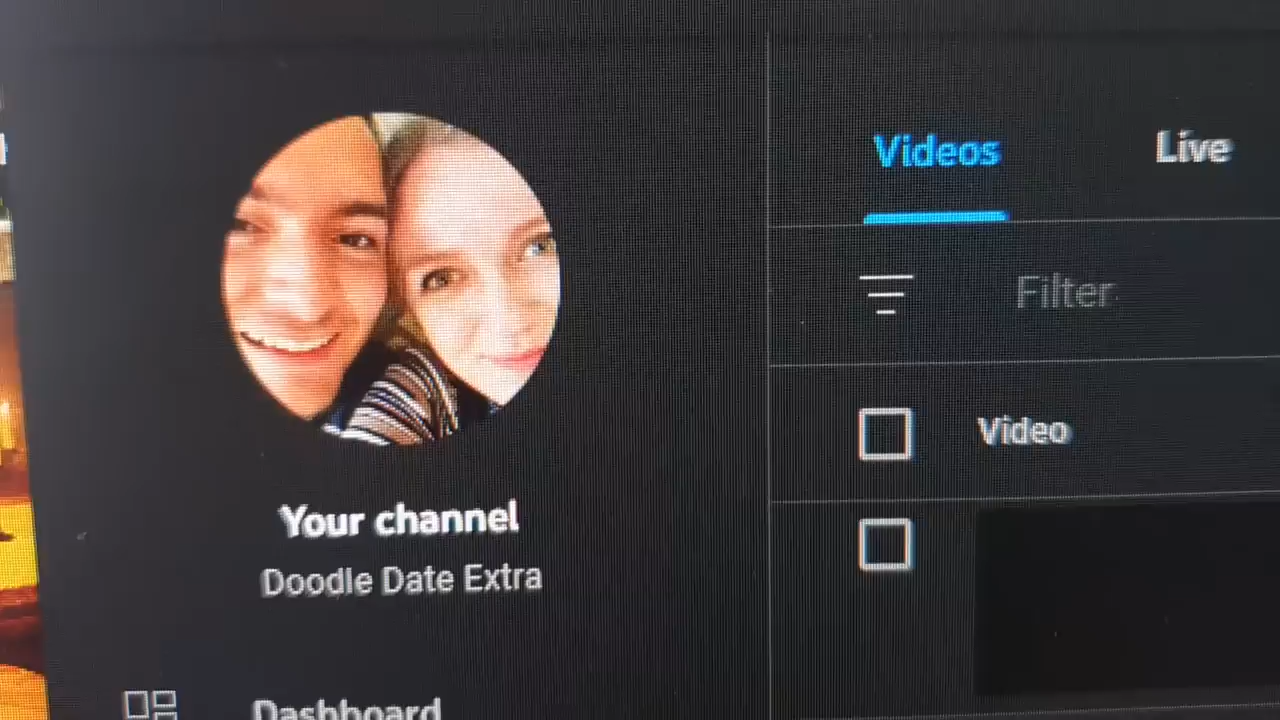 Videos
Live
Filter
Video
Your channel
Doodle Date Extra
Dashboard